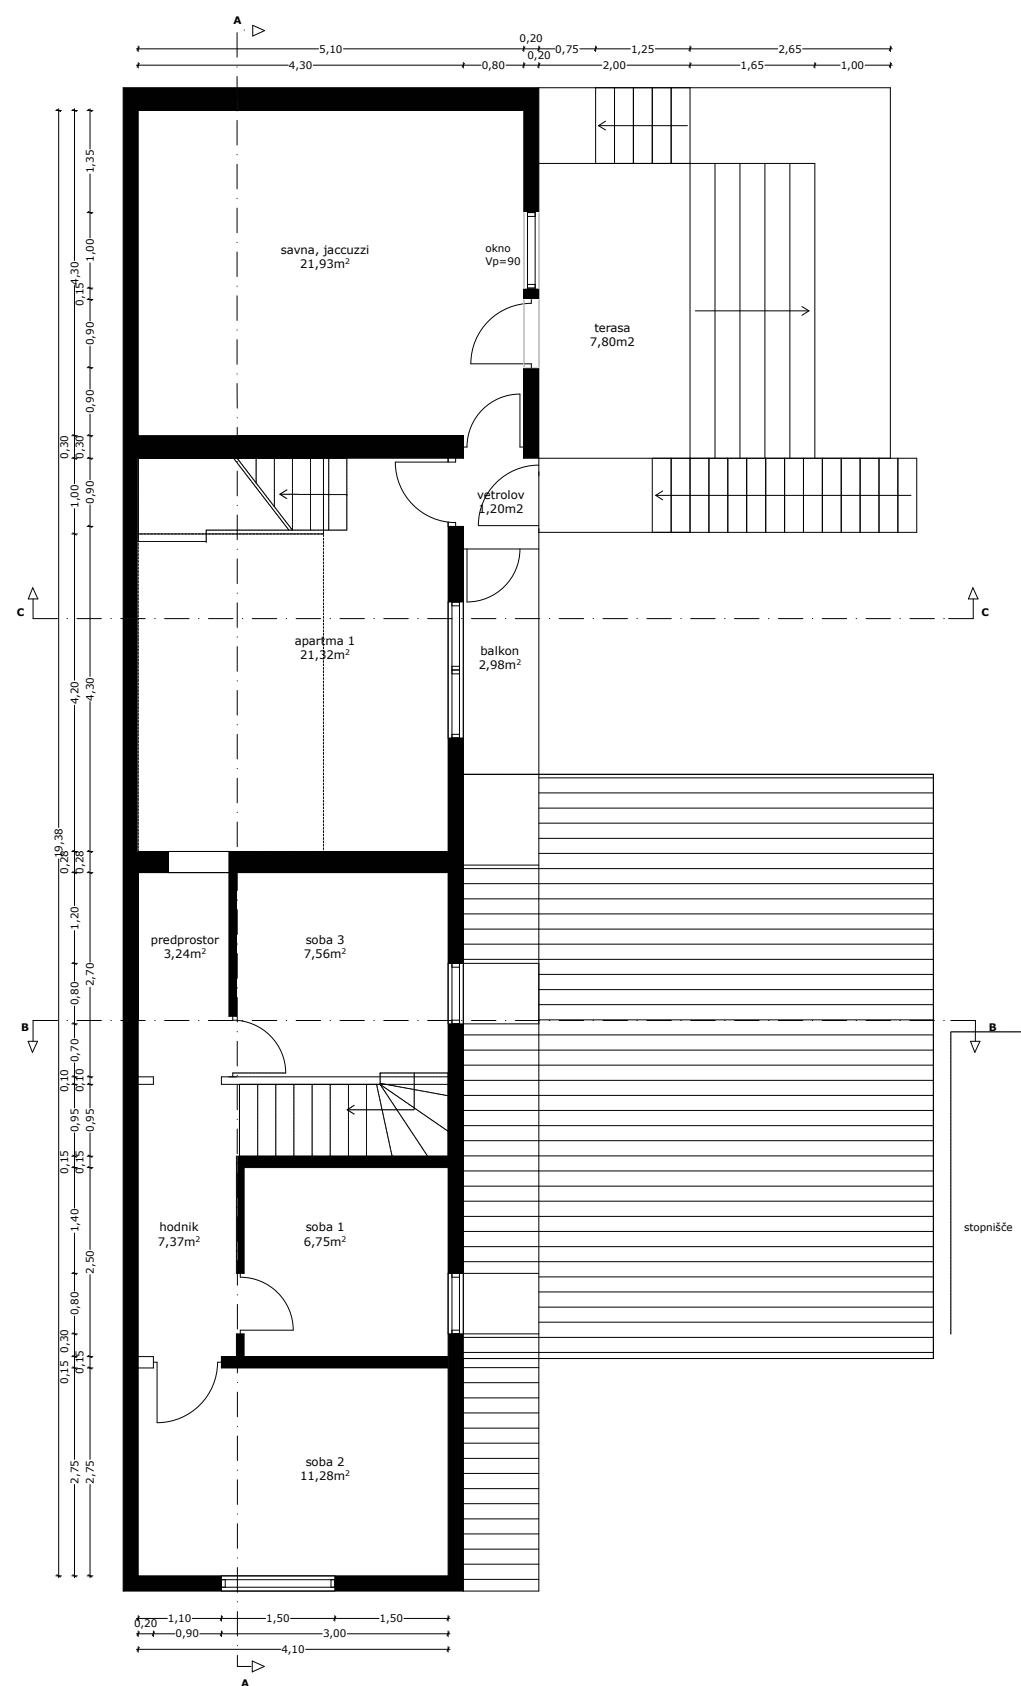 A
0,20
5,10
0,75
1,25
2,65
0,20
4,30
0,80
2,00
1,65
1,00
1,35
1,00
4,30
0,15
0,90
0,90
0,30
0,30
1,00
0,90
4,20
4,30
19,38
0,28
0,28
1,20
2,70
0,80
0,70
0,10
0,10
0,95
0,95
0,15
0,15
1,40
2,50
0,80
0,30
0,15
0,15
2,75
2,75
savna, jaccuzzi
21,93m²
okno
Vp=90
terasa
7,80m2
vetrolov
1,20m2
C
C
apartma 1
21,32m²
balkon
2,98m²
predprostor
3,24m²
soba 3
7,56m²
B
B
hodnik
7,37m²
soba 1
6,75m²
stopnišče
soba 2
11,28m²
0,20
1,10
1,50
1,50
0,90
3,00
4,10
A